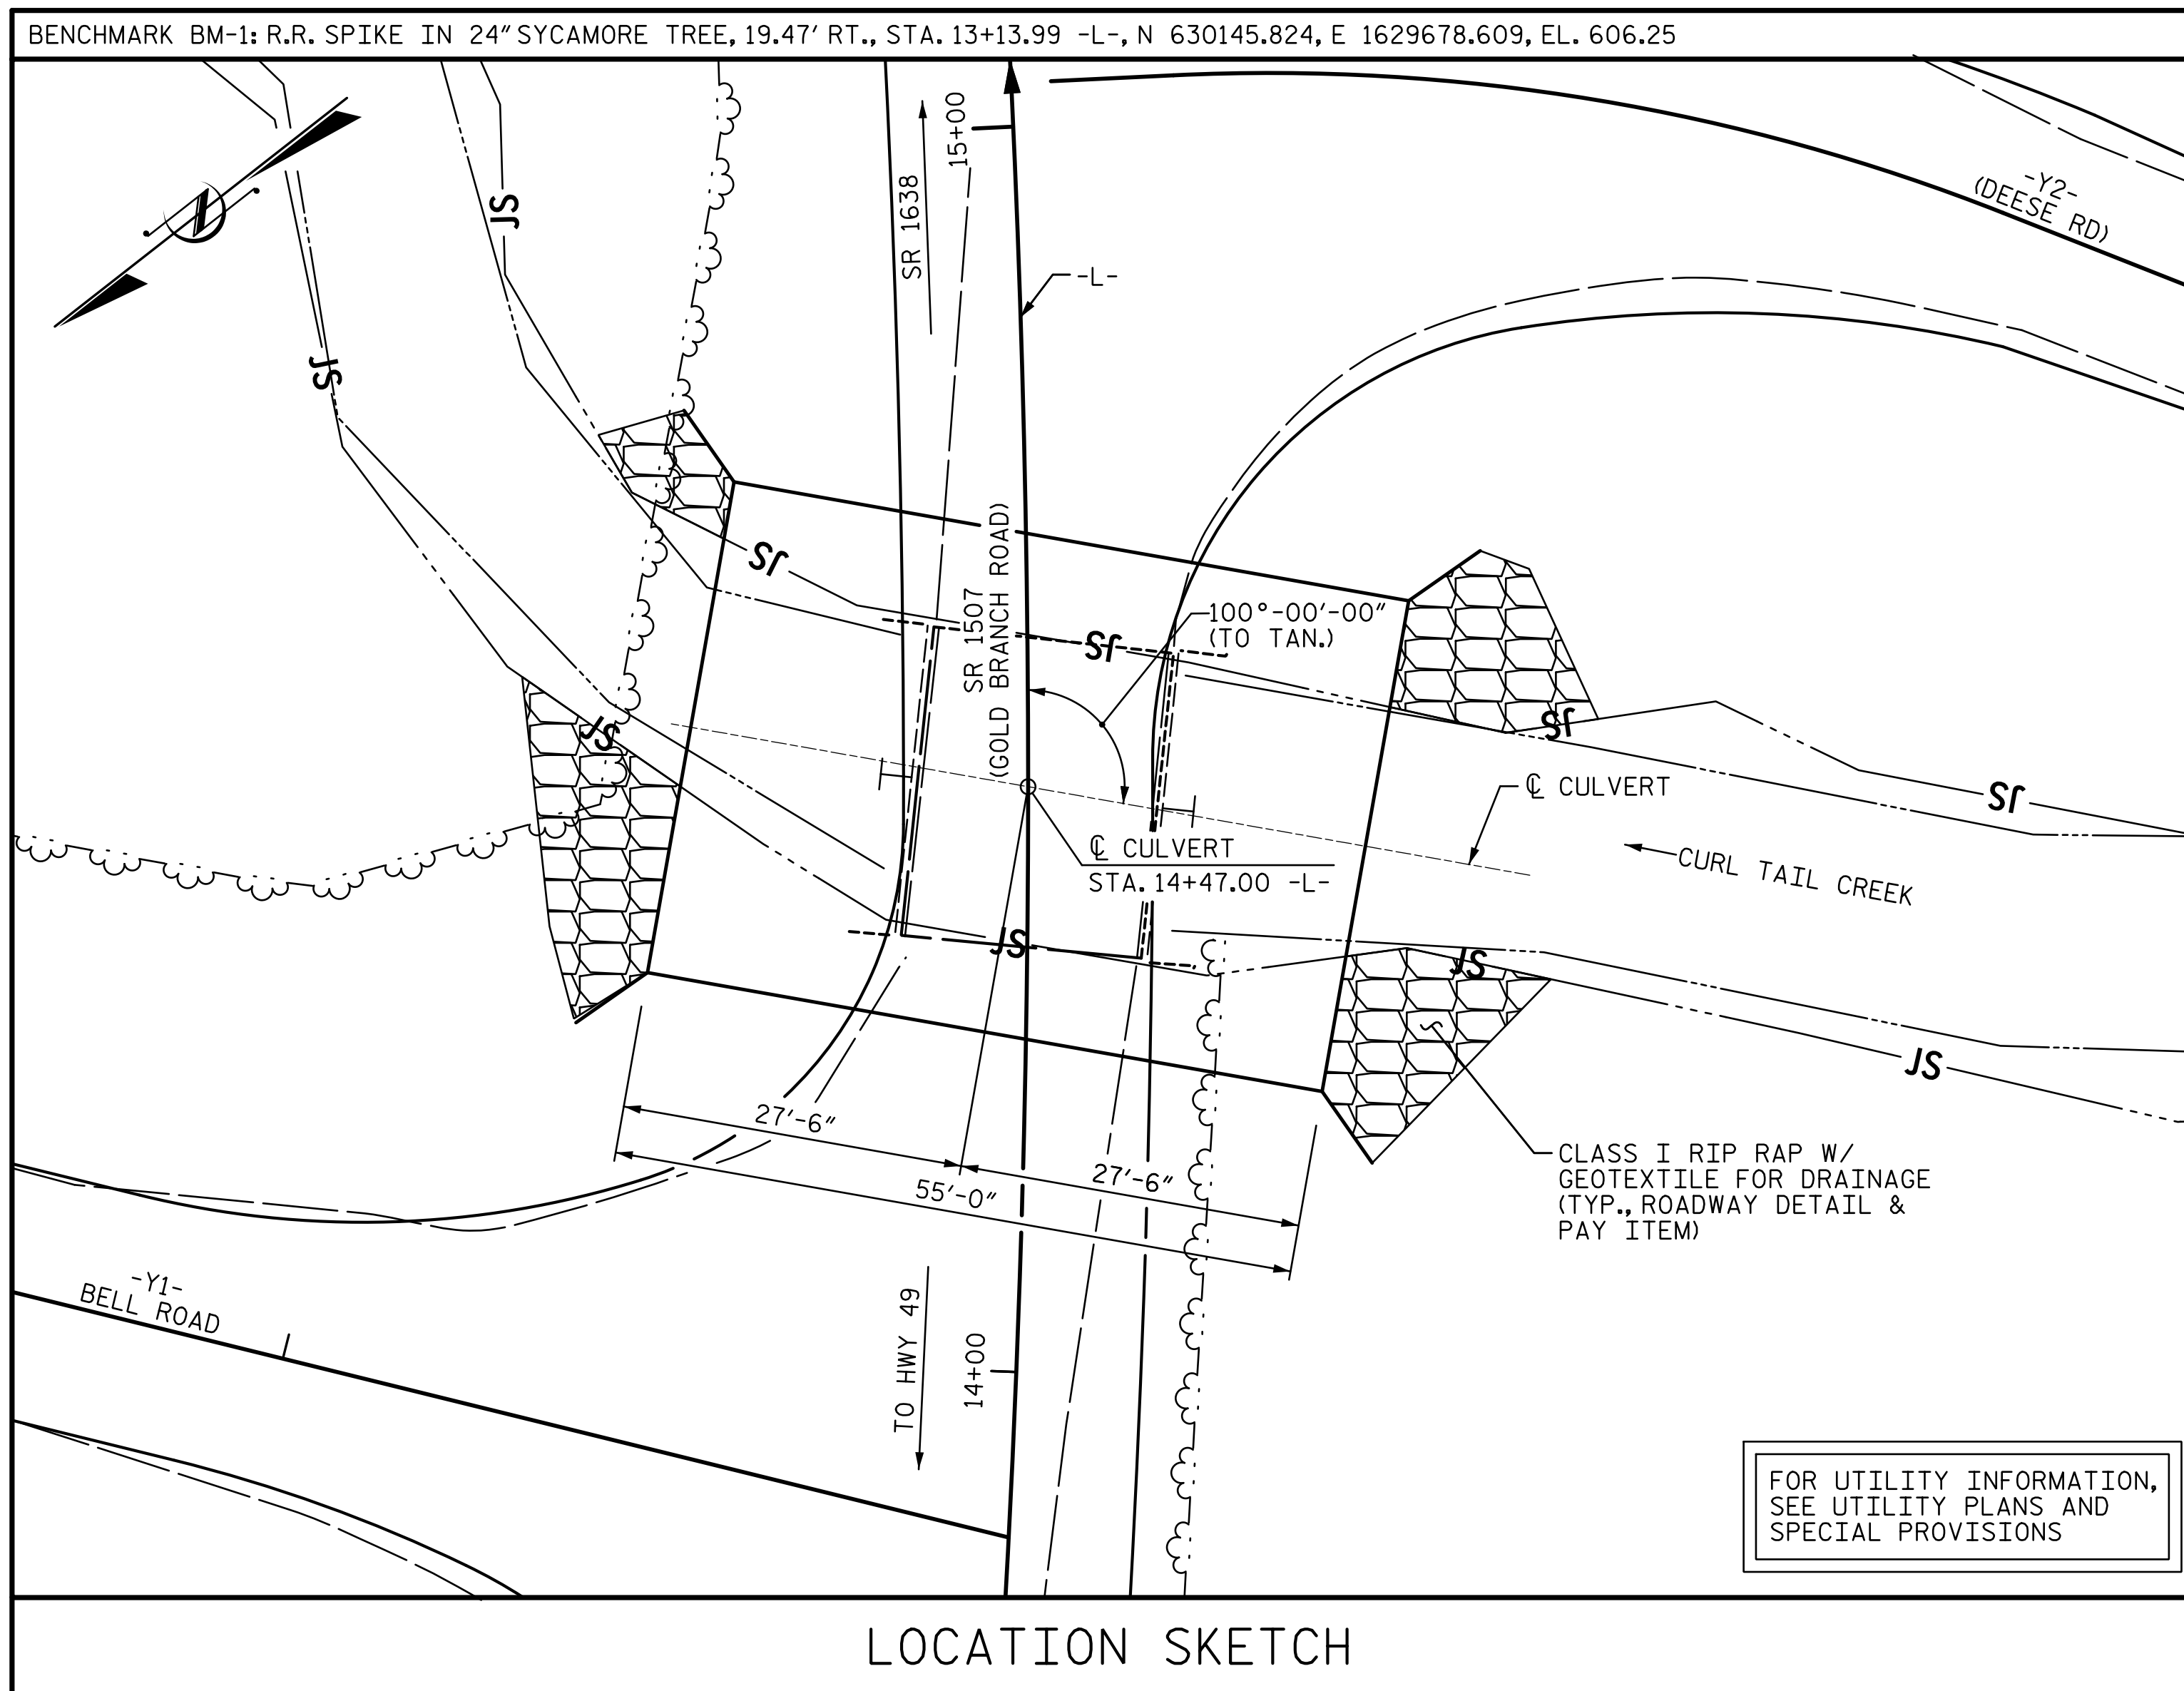 BENCHMARK BM-1: R.R. SPIKE IN 24" SYCAMORE TREE, 19.47' RT., STA. 13+13.99 -L-, N 630145.824, E 1629678.609, EL. 606.25
15+00
SR 1638
-Y2-
(DEESE RD)
JS
-L-
JS
N
JS
SR 1507
(GOLD BRANCH ROAD)
100°-00'-00"
(TO TAN.)
JS
JS
JS
JS
℄ CULVERT
℄ CULVERT
STA. 14+47.00 -L-
CURL TAIL CREEK
JS
JS
JS
27'-6"
27'-6"
55'-0"
CLASS I RIP RAP W/
GEOTEXTILE FOR DRAINAGE
(TYP., ROADWAY DETAIL &
PAY ITEM)
-Y1-
BELL ROAD
TO HWY 49
14+00
FOR UTILITY INFORMATION,
SEE UTILITY PLANS AND
SPECIAL PROVISIONS
LOCATION SKETCH